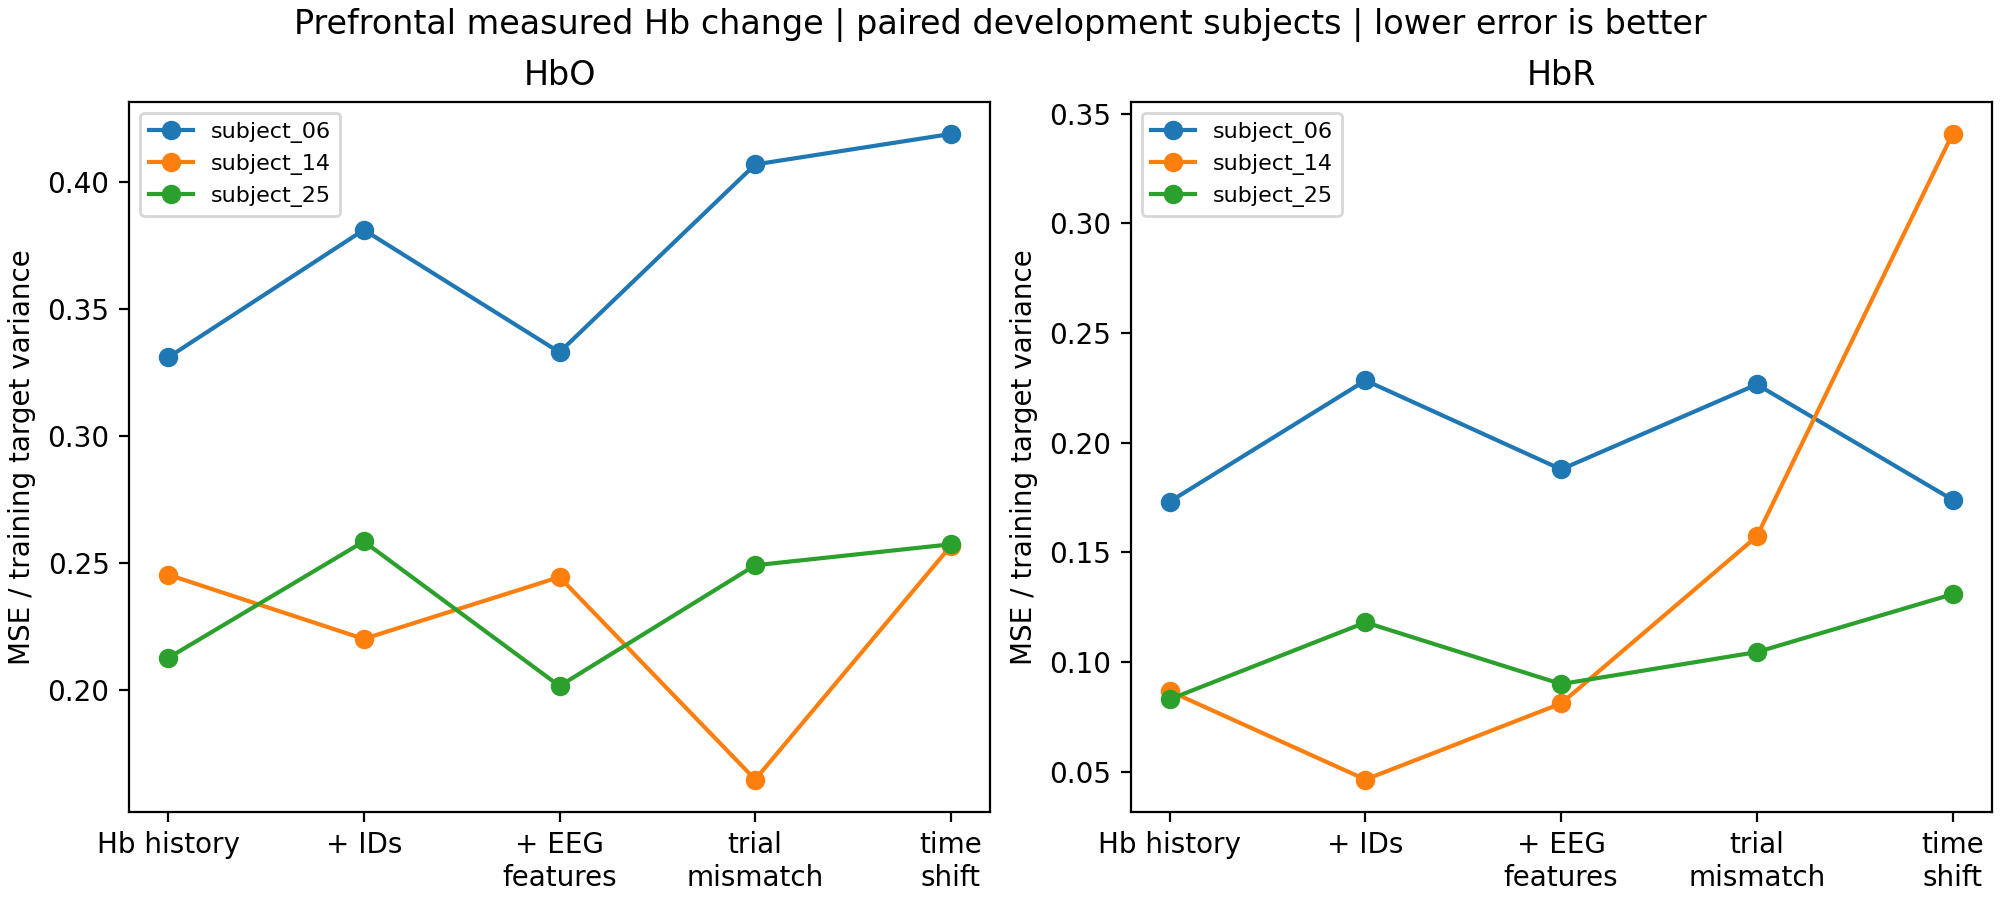 Prefrontal measured Hb change | paired development subjects | lower error is better
HbO
subject_06
subject_14
subject_25
MSE / training target variance
0.40
0.35
0.30
0.25
0.20
Hb history
+ IDs
+ EEG
features
trial
mismatch
time
shift
HbR
subject_06
subject_14
subject_25
MSE / training target variance
0.35
0.30
0.25
0.20
0.15
0.10
0.05
Hb history
+ IDs
+ EEG
features
trial
mismatch
time
shift